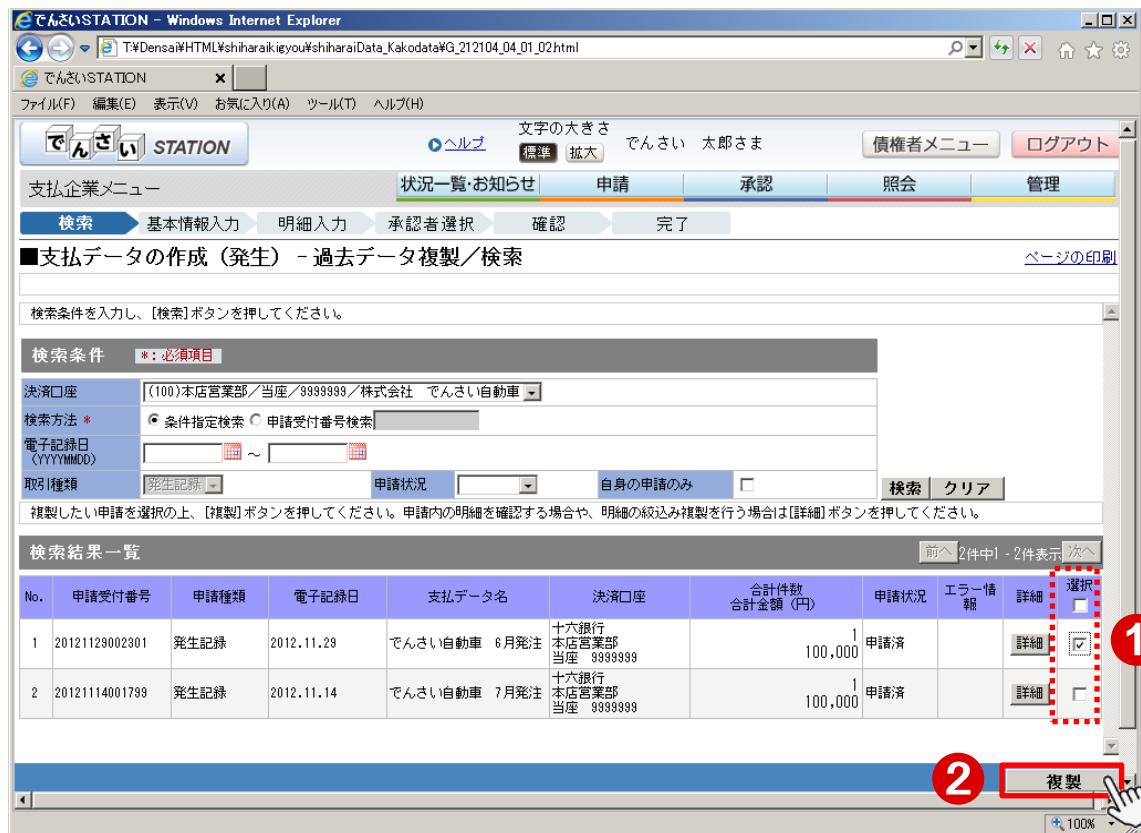 でんさいSTATION - Windows Internet Explorer
T:¥Densai¥HTML¥shiharaikigyou¥shiharaiData_Kakodata¥G_212104_04_01_02.html
でんさいSTATION ×
ファイル(F) 編集(E) 表示(V) お気に入り(A) ツール(T) ヘルプ(H)
でんさい STATION ヘルプ 文字の大きさ 標準 拡大 でんさい 太郎さま 債権者メニュー ログアウト
支払企業メニュー 状況一覧・お知らせ 申請 承認 照会 管理
検索 基本情報入力 明細入力 承認者選択 確認 完了
■支払データの作成（発生） －過去データ複製／検索 ページの印刷
検索条件を入力し、[検索]ボタンを押してください。
検索条件 *：必須項目
決済口座 (100)本店営業部／当座／9999999／株式会社 でんさい自動車
検索方法 * 条件指定検索 申請受付番号検索
電子記録日
(YYYYMMDD) ～
取引種類 発生記録 申請状況 自身の申請のみ 検索 クリア
複製したい申請を選択の上、[複製]ボタンを押してください。申請内の明細を確認する場合や、明細の絞込み複製を行う場合は[詳細]ボタンを押してください。
検索結果一覧 前へ 2件中1 - 2件表示 次へ
No. 申請受付番号 申請種類 電子記録日 支払データ名 決済口座 合計件数 合計金額（円） 申請状況 エラー情報 詳細 選択
1 20121129002301 発生記録 2012.11.29 でんさい自動車 6月発注 十六銀行 本店営業部 当座 9999999 1 100,000 申請済 詳細
1
2 20121114001799 発生記録 2012.11.14 でんさい自動車 7月発注 十六銀行 本店営業部 当座 9999999 1 100,000 申請済 詳細
2 複製
100%